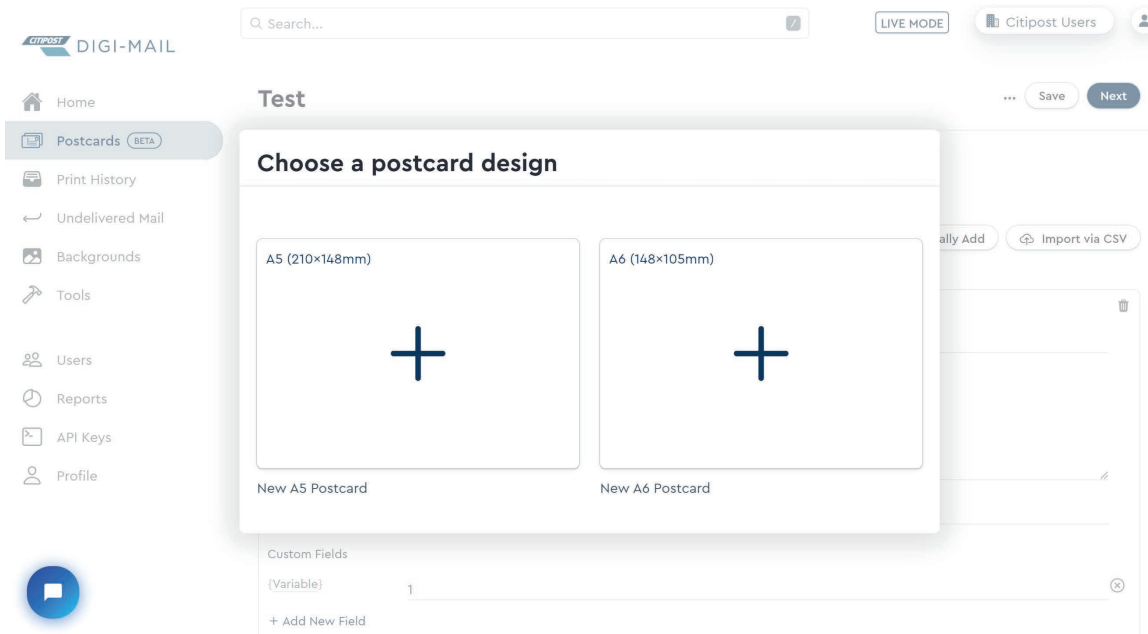 CITIPOST DIGI-MAIL
Search... /
LIVE MODE
Citipost Users
Home
Postcards BETA
Print History
Undelivered Mail
Backgrounds
Tools
Users
Reports
API Keys
Profile
Test
... Save Next
Choose a postcard design
A5 (210×148mm)
A6 (148×105mm)
New A5 Postcard
New A6 Postcard
ally Add
Import via CSV
Custom Fields
{Variable} 1
+ Add New Field